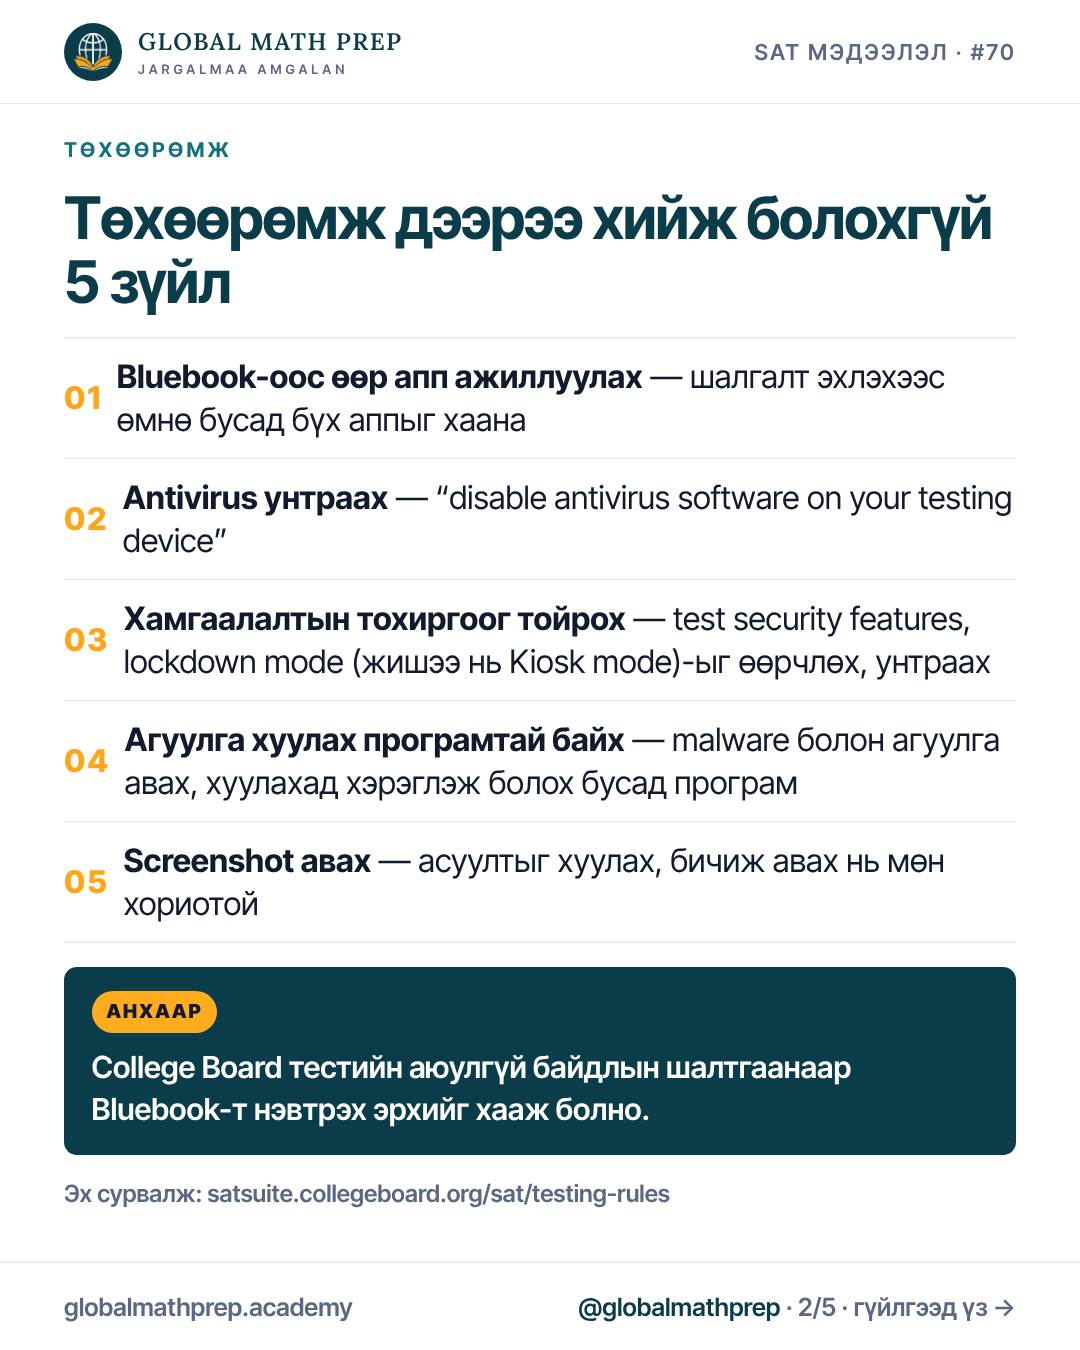 GLOBAL MATH PREP
JARGALMAA AMGALAN
SAT МЭДЭЭЛЭЛ · #70
ТӨХӨӨРӨМЖ
Төхөөрөмж дээрээ хийж болохгүй
5 зүйл
01 Bluebook-оос өөр апп ажиллуулах — шалгалт эхлэхээс
өмнө бусад бүх аппыг хаана
02 Antivirus унтраах — “disable antivirus software on your testing
device”
03 Хамгаалалтын тохиргоог тойрох — test security features,
lockdown mode (жишээ нь Kiosk mode)-ыг өөрчлөх, унтраах
04 Агуулга хуулах програмтай байх — malware болон агуулга
авах, хуулахад хэрэглэж болох бусад програм
05 Screenshot авах — асуултыг хуулах, бичиж авах нь мөн
хориотой
АНХААР
College Board тестийн аюулгүй байдлын шалтгаанаар
Bluebook-т нэвтрэх эрхийг хааж болно.
Эх сурвалж: satsuite.collegeboard.org/sat/testing-rules
globalmathprep.academy
@globalmathprep · 2/5 · гүйлгээд үз →